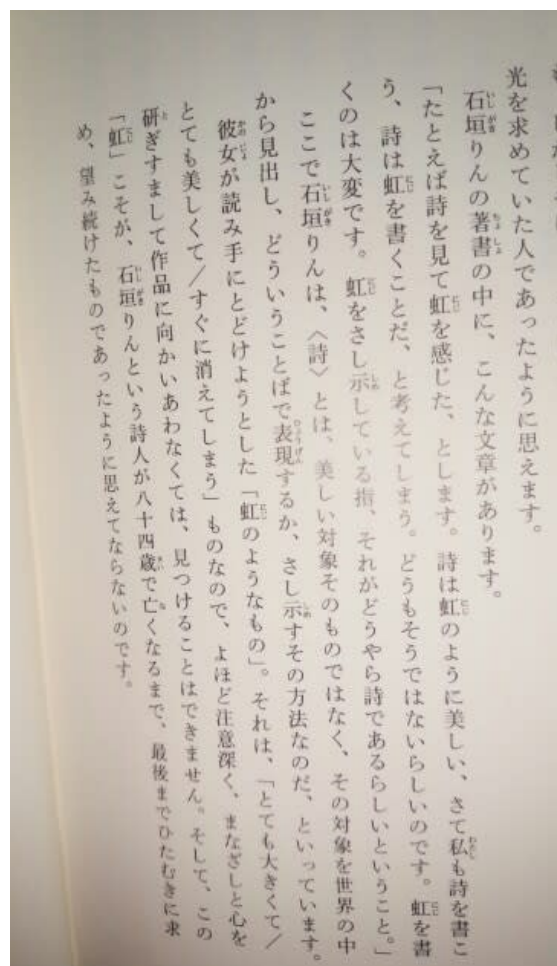 光を求めていた人であったように思えます。
石垣りんの著書の中に、こんな文章があります。
「たとえば詩を見て虹を感じた、とします。詩は虹のように美しい、さて私も詩を書こ
う、詩は虹を書くことだ、と考えてしまう。どうもそうではないらしいのです。虹を書
くのは大変です。虹をさし示している指、それがどうやら詩であるらしいということ。」
ここで石垣りんは、〈詩〉とは、美しい対象そのものではなく、その対象を世界の中
から見出し、どういうことばで表現するか、さし示すその方法なのだ、といっています。
彼女が読み手にとどけようとした「虹のようなもの」。それは、「とても大きくて／
とても美しくて／すぐに消えてしまう」ものなので、よほど注意深く、まなざしと心を
研ぎすまして作品に向かいあわなくては、見つけることはできません。そして、この
「虹」こそが、石垣りんという詩人が八十四歳で亡くなるまで、最後までひたむきに求
め、望み続けたものであったように思えてならないのです。